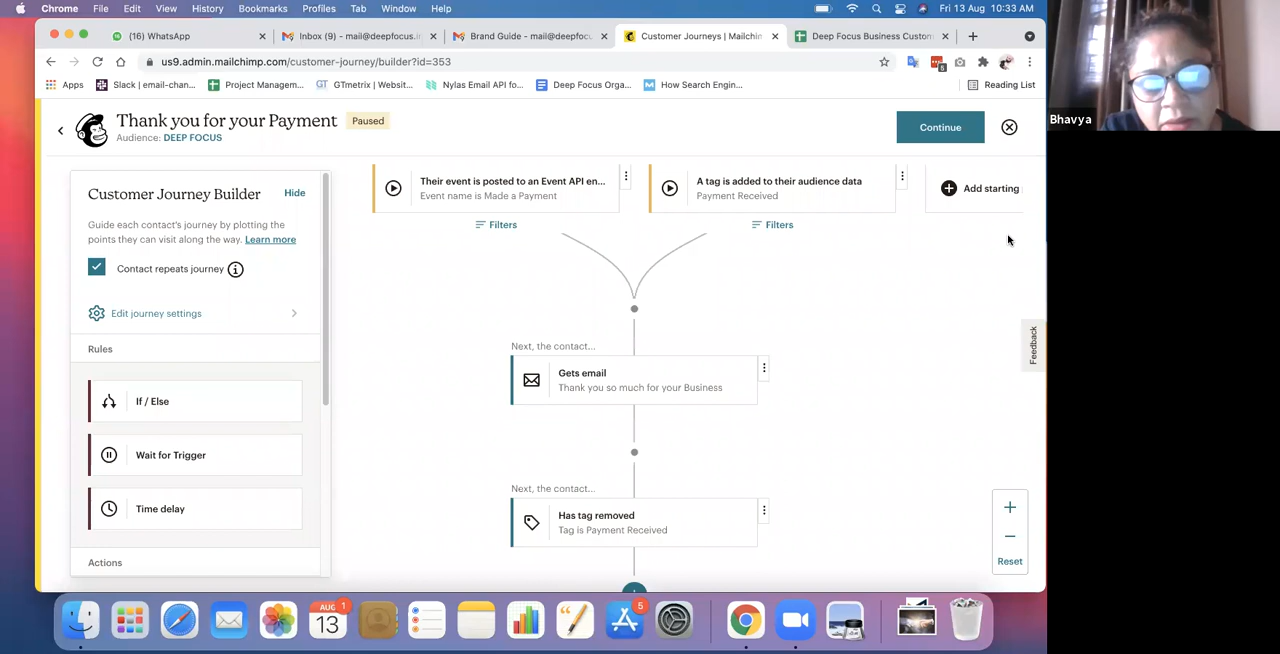 Chrome File Edit View History Bookmarks Profiles Tab Window Help Fri 13 Aug 10:33 AM
(16) WhatsApp Inbox (9) - mail@deepfocus.i Brand Guide - mail@deepfoc Customer Journeys | Mailchim Deep Focus Business Custom
us9.admin.mailchimp.com/customer-journey/builder?id=353
Apps Slack | email-chan... Project Managem... GT GTmetrix | Websit... Nylas Email API fo... Deep Focus Orga... How Search Engin... Reading List
Thank you for your Payment Paused
Audience: DEEP FOCUS
Continue
Customer Journey Builder Hide
Guide each contact's journey by plotting the
points they can visit along the way. Learn more
Contact repeats journey
Edit journey settings
Rules
If / Else
Wait for Trigger
Time delay
Actions
Their event is posted to an Event API en...
Event name is Made a Payment
Filters
A tag is added to their audience data
Payment Received
Filters
Add starting
Next, the contact...
Gets email
Thank you so much for your Business
Next, the contact...
Has tag removed
Tag is Payment Received
Feedback
Reset
Bhavya
AUG 1
13
5